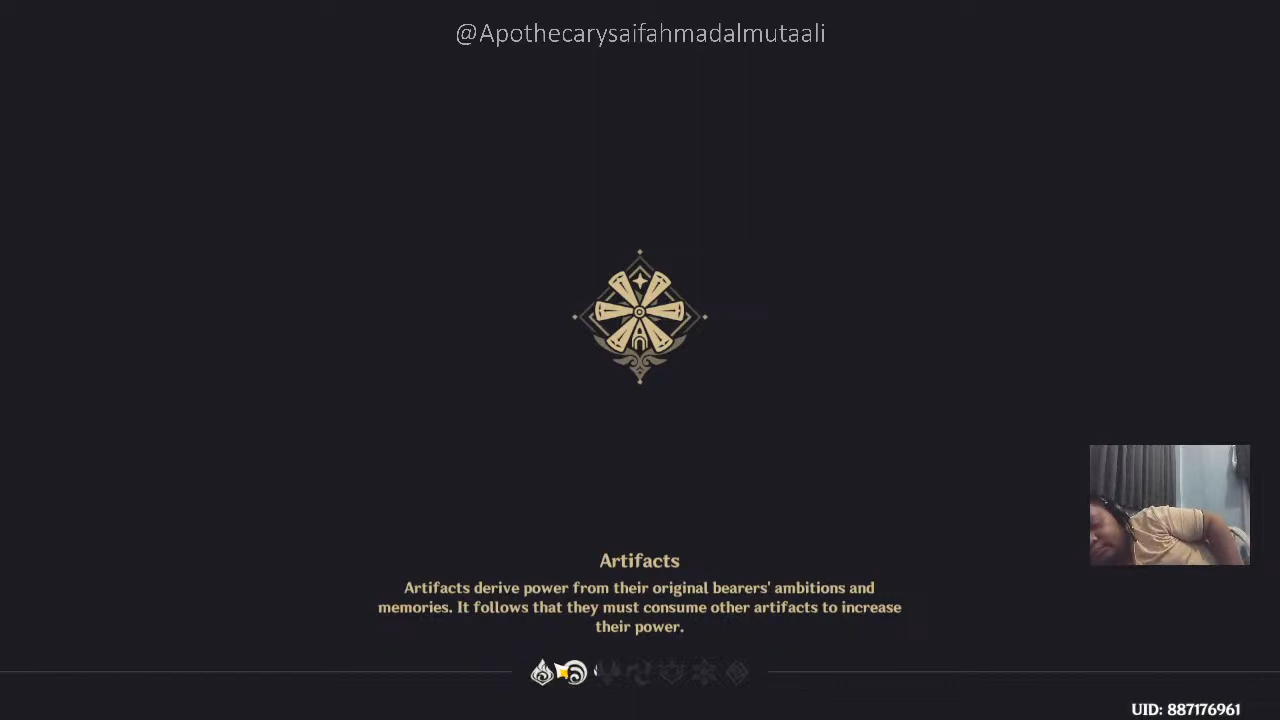 @Apothecarysaifahmadalmutaali
Artifacts
Artifacts derive power from their original bearers' ambitions and
memories. It follows that they must consume other artifacts to increase
their power.
UID: 887176961